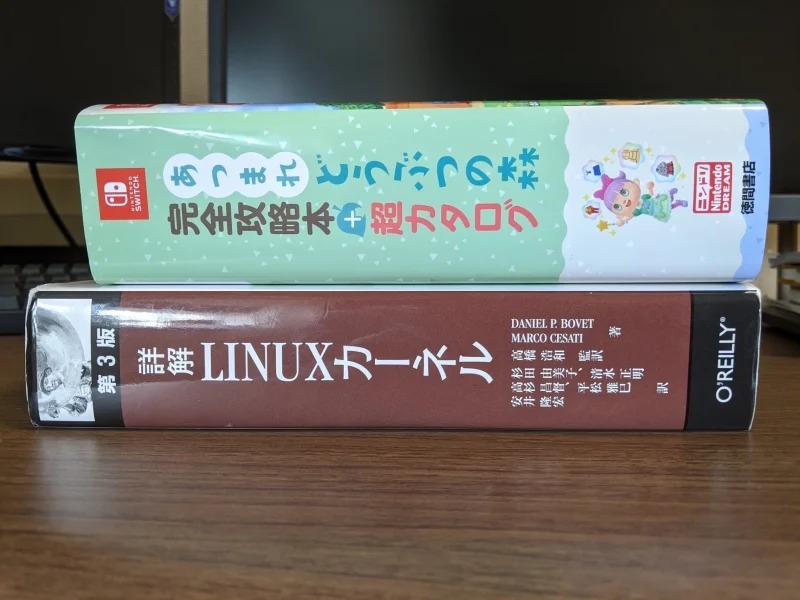 NINTENDO
SWITCH
あつまれ どうぶつの森
完全攻略本+超カタログ
ニンドリ
Nintendo
DREAM
徳間書店
第3版
詳解
LINUXカーネル
DANIEL P. BOVET
MARCO CESATI
著
高橋 浩和 監訳
杉田 由美子、清水 正明
高杉 昌督、平松 雅巳
安井 隆宏
訳
O'REILLY®